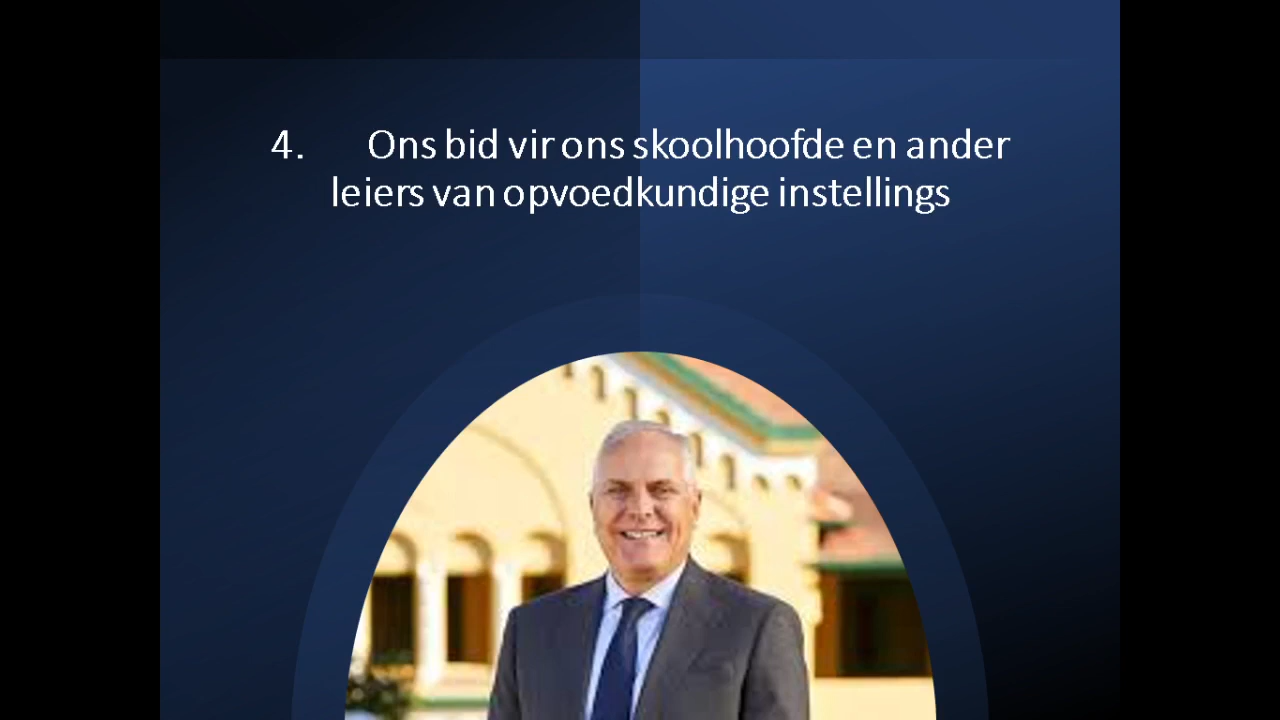 4. Ons bid vir ons skoolhoofde en ander
leiers van opvoedkundige instellings